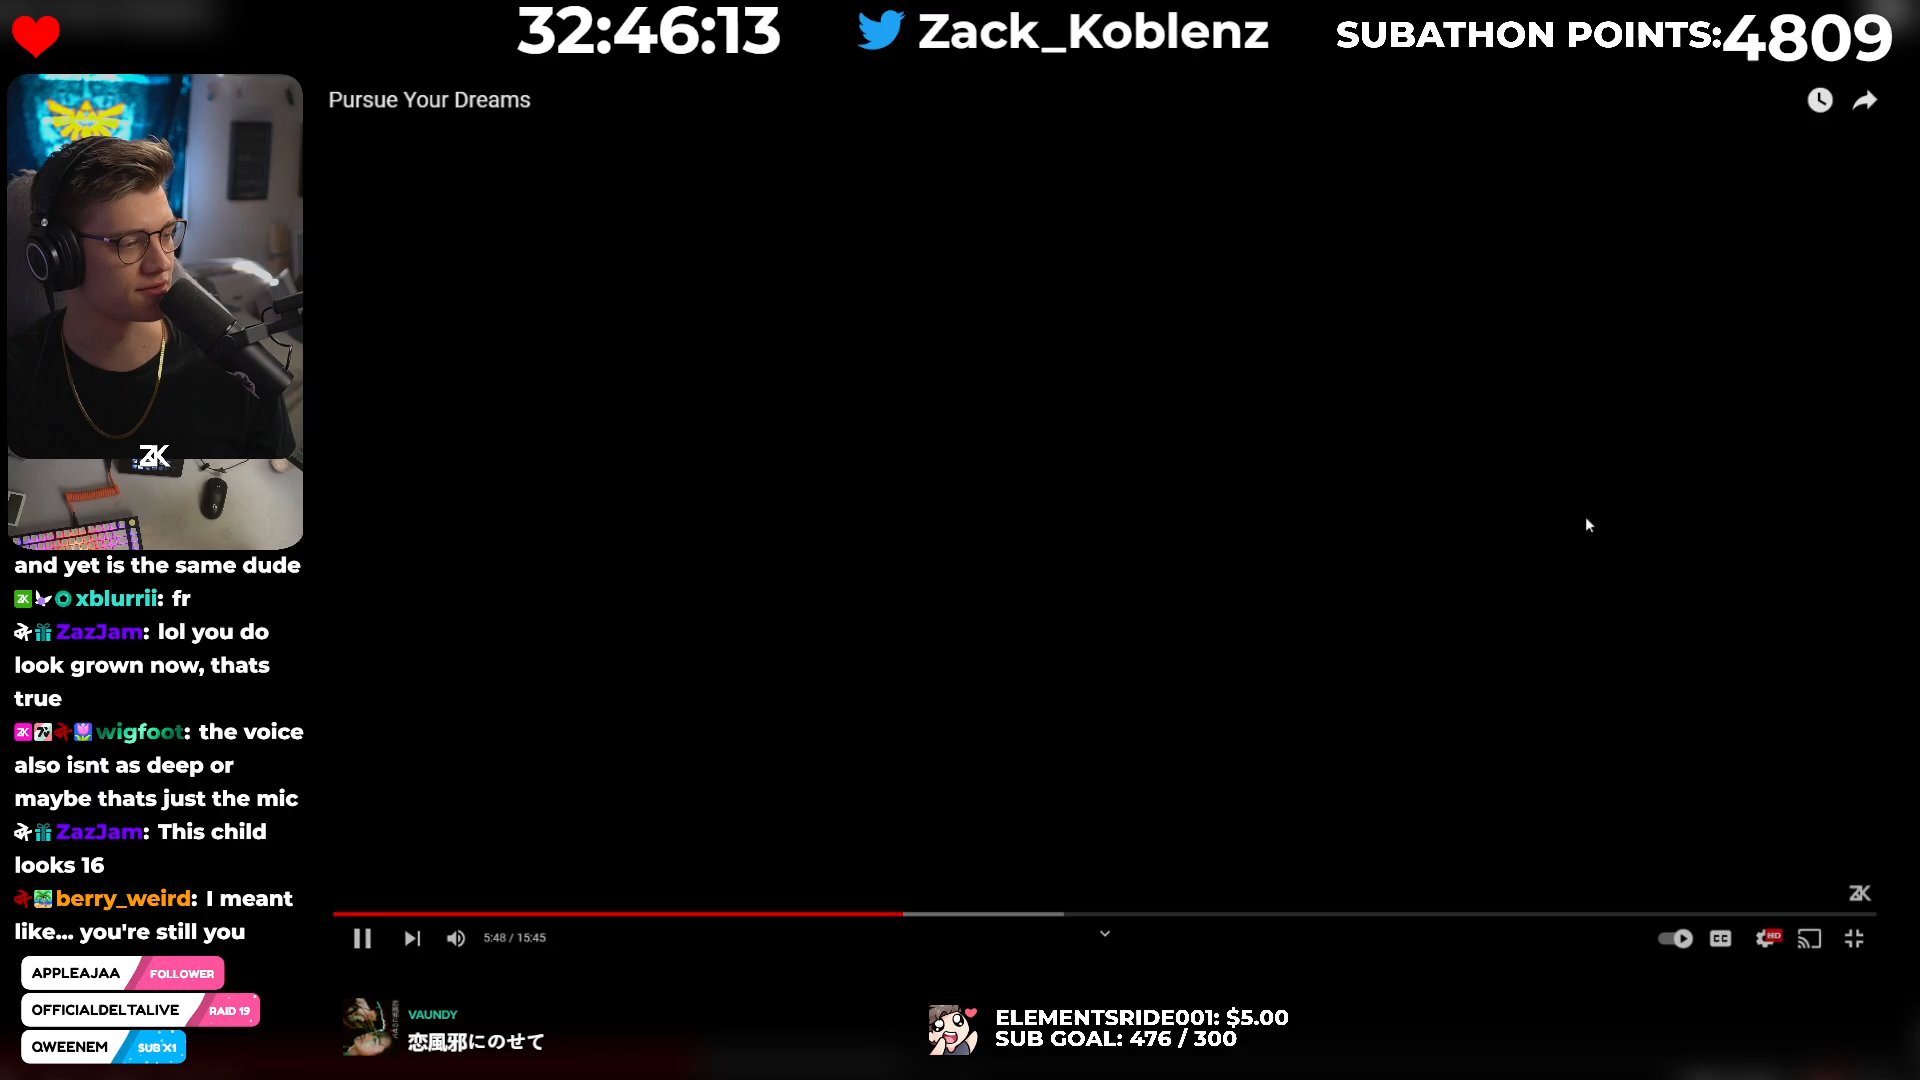 32:46:13
Zack_Koblenz
SUBATHON POINTS:4809
Pursue Your Dreams
ZK
and yet is the same dude
xblurrii: fr
ZazJam: lol you do
look grown now, thats
true
wigfoot: the voice
also isnt as deep or
maybe thats just the mic
ZazJam: This child
looks 16
berry_weird: I meant
like... you're still you
APPLEAJAA FOLLOWER
OFFICIALDELTALIVE RAID 19
QWEENEM SUB X1
ZK
5:48 / 15:45
CC
HD
VAUNDY
恋風邪にのせて
ELEMENTSRIDE001: $5.00
SUB GOAL: 476 / 300